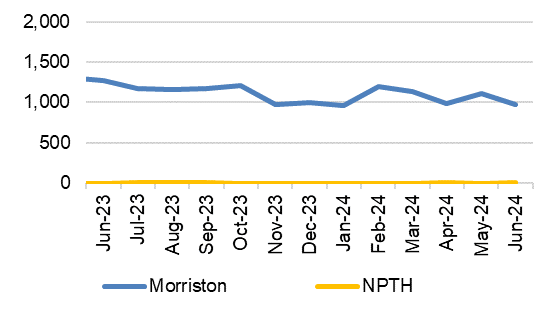 2,000
1,500
1,000
500
0
Jun-23
Jul-23
Aug-23
Sep-23
Oct-23
Nov-23
Dec-23
Jan-24
Feb-24
Mar-24
Apr-24
May-24
Jun-24
Morriston NPTH